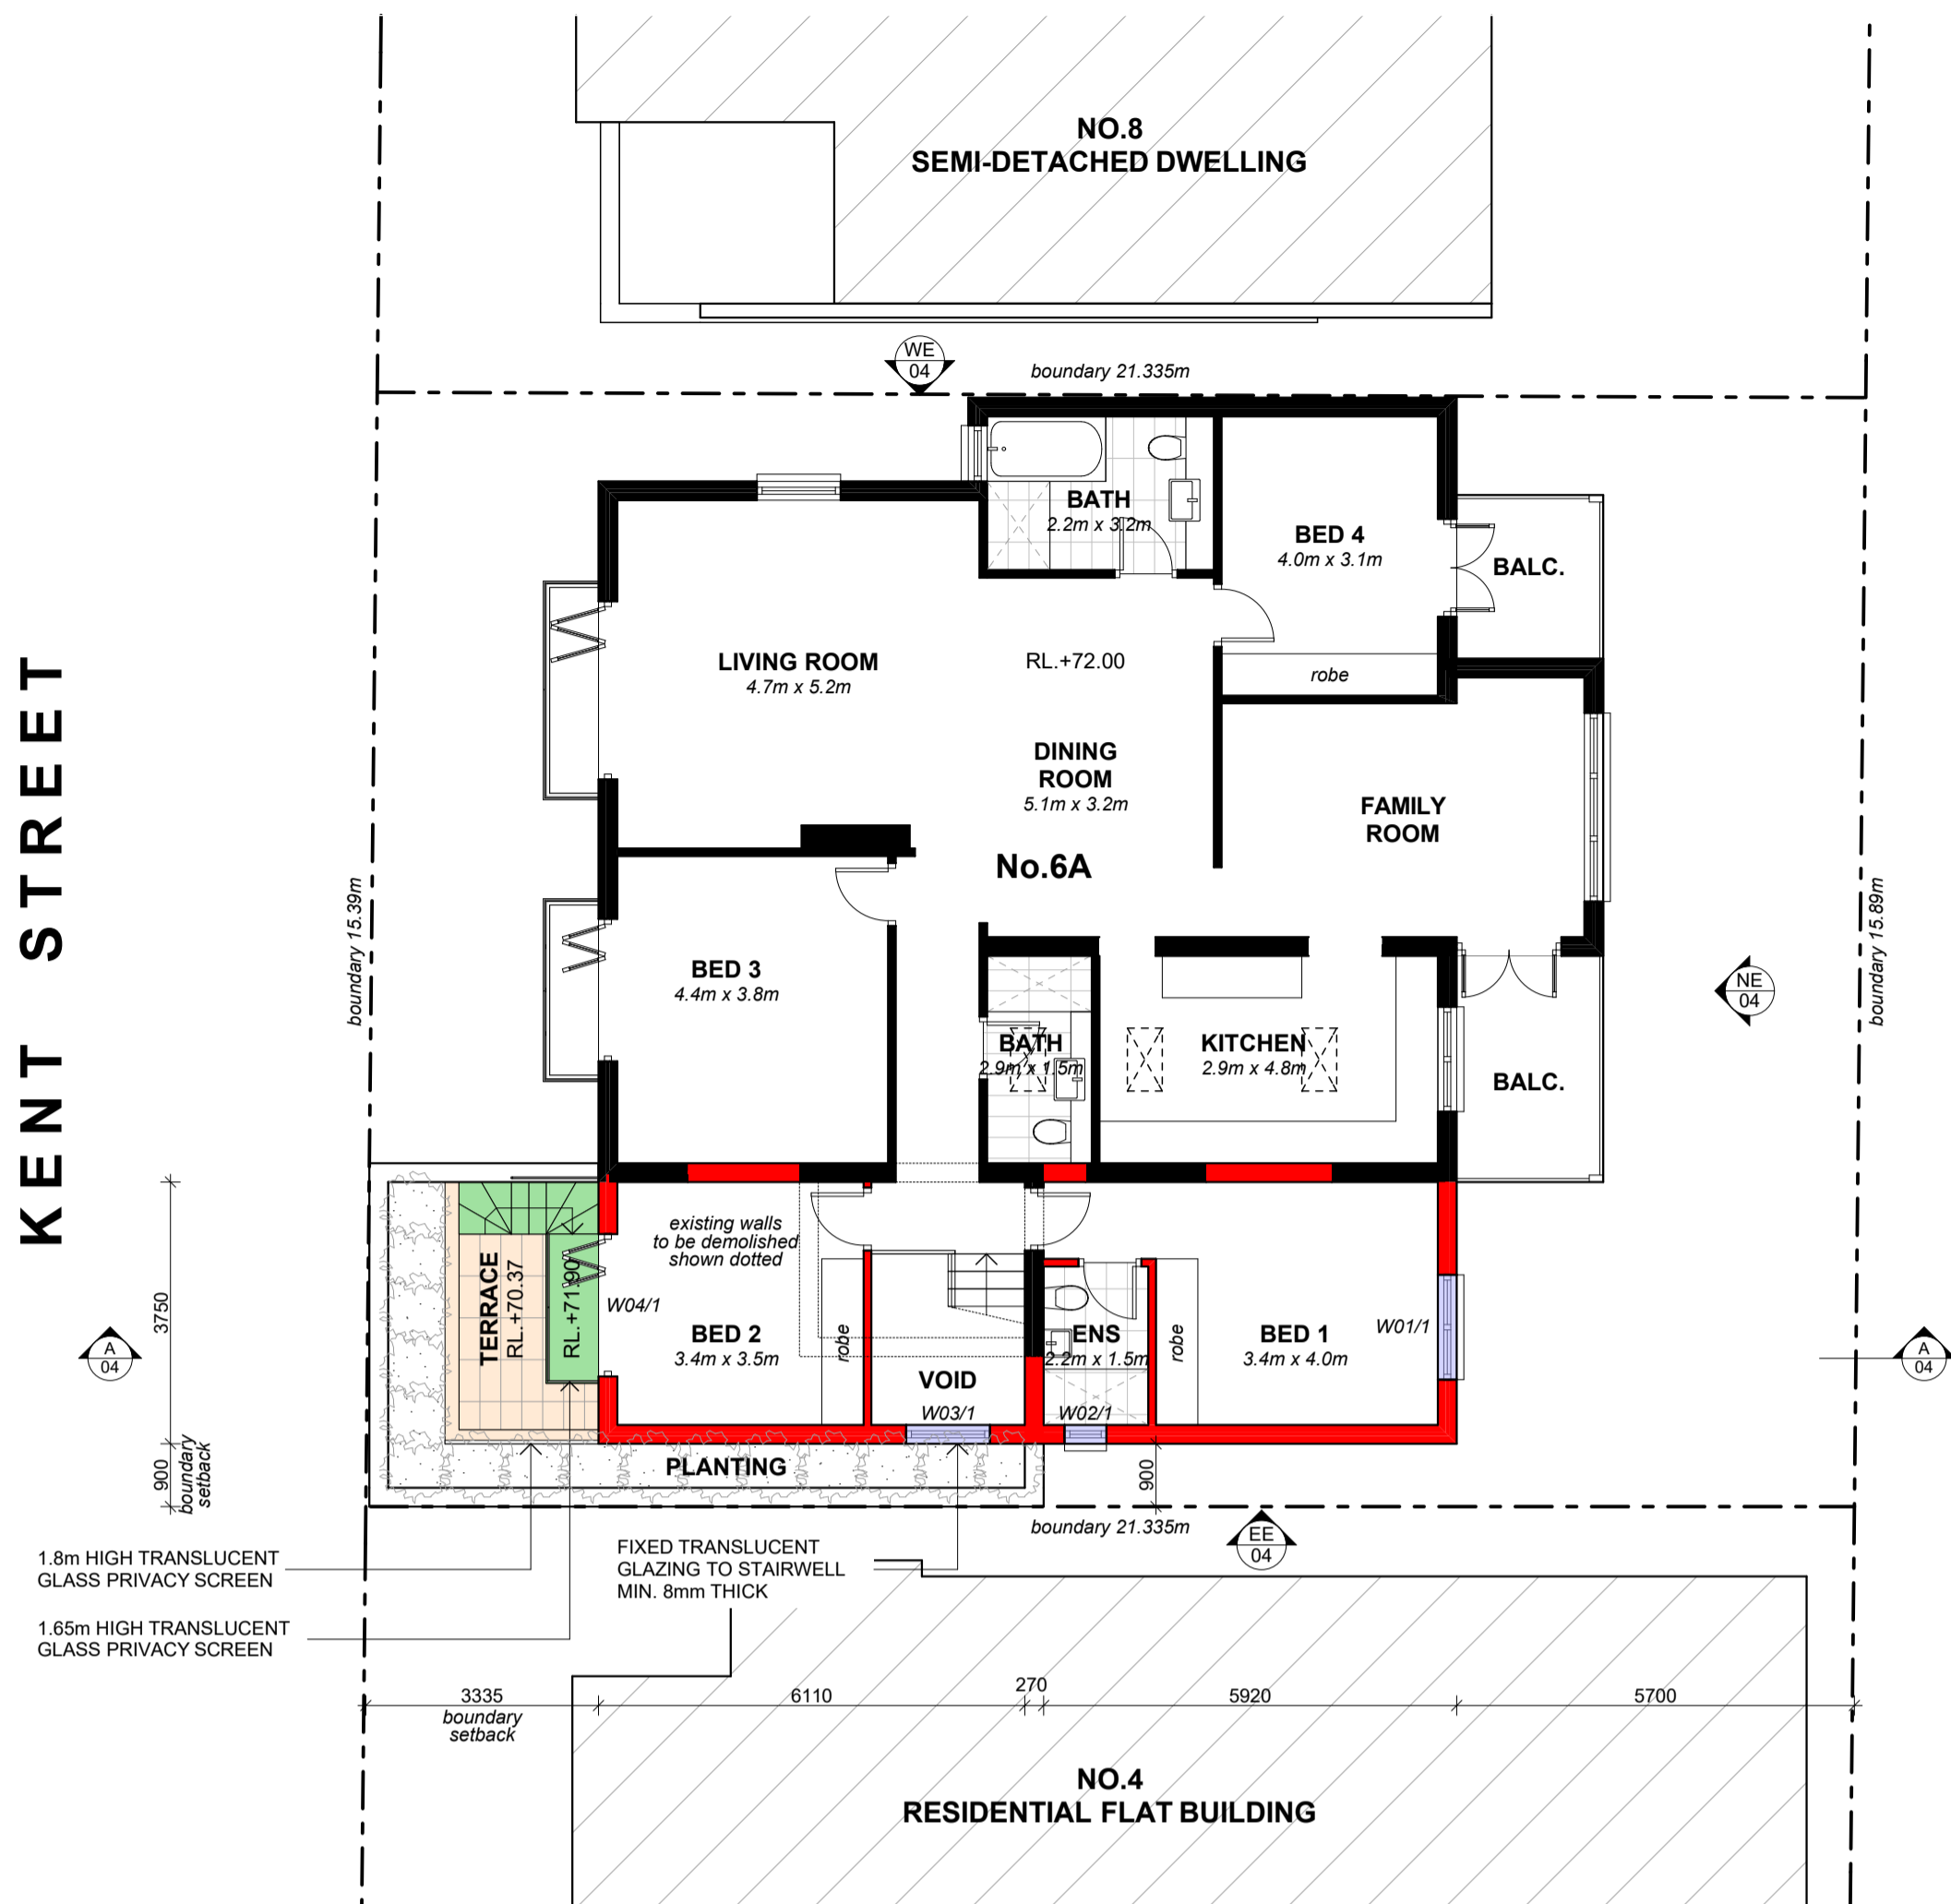 NO.8
SEMI-DETACHED DWELLING
WE
04
boundary 21.335m
BATH
2.2m x 3.2m
BED 4
4.0m x 3.1m
BALC.
LIVING ROOM
4.7m x 5.2m
RL.+72.00
robe
DINING
ROOM
5.1m x 3.2m
FAMILY
ROOM
No.6A
KENT STREET
boundary 15.39m
boundary 15.89m
BED 3
4.4m x 3.8m
NE
04
BATH
2.9m x 1.5m
KITCHEN
2.9m x 4.8m
BALC.
existing walls
to be demolished
shown dotted
TERRACE
RL.+70.37
RL.+71.90
W04/1
3750
A
04
BED 2
3.4m x 3.5m
robe
VOID
W03/1
ENS
2.2m x 1.5m
W02/1
robe
BED 1
3.4m x 4.0m
W01/1
A
04
900
boundary
setback
PLANTING
900
boundary 21.335m
EE
04
1.8m HIGH TRANSLUCENT
GLASS PRIVACY SCREEN
FIXED TRANSLUCENT
GLAZING TO STAIRWELL
MIN. 8mm THICK
1.65m HIGH TRANSLUCENT
GLASS PRIVACY SCREEN
3335
boundary
setback
6110
270
5920
5700
NO.4
RESIDENTIAL FLAT BUILDING